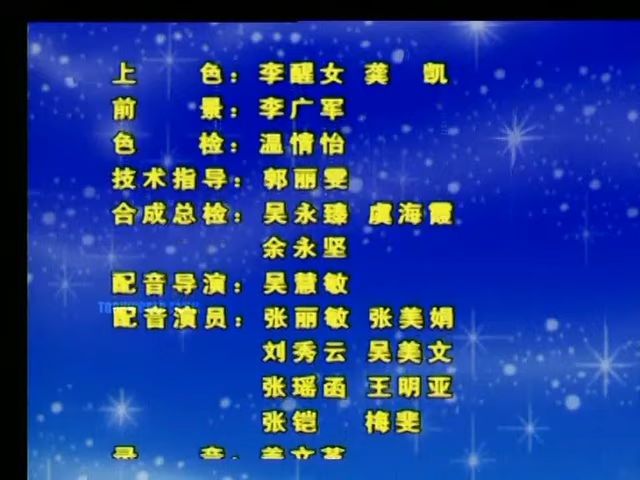 上　　色：李醒女 龚　凯
前　　景：李广军
色　　检：温情怡
技术指导：郭丽雯
合成总检：吴永臻 虞海霞
余永坚
配音导演：吴慧敏
配音演员：张丽敏 张美娟
刘秀云 吴美文
张瑶函 王明亚
张铠　梅斐
录　　音：